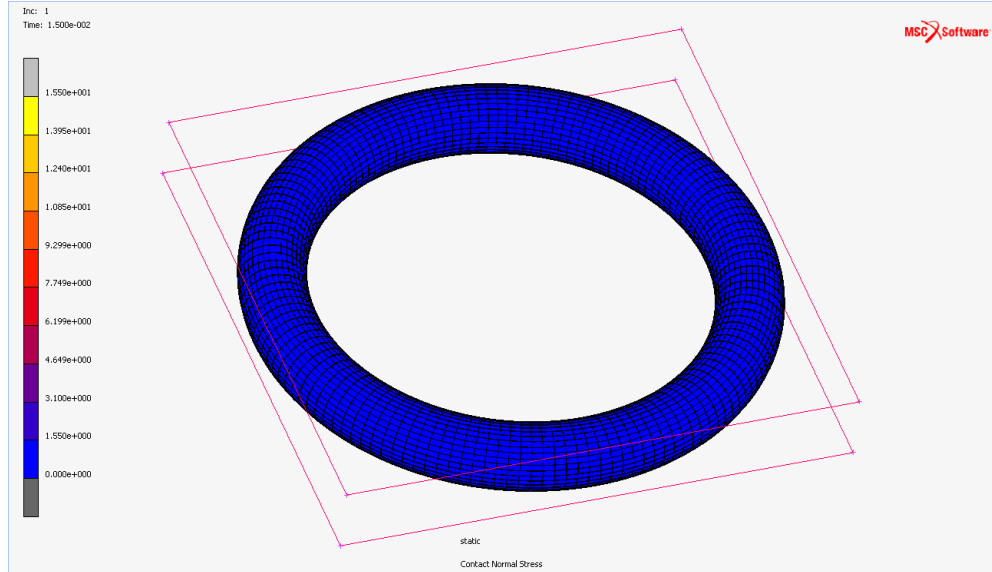 Inc: 1
Time: 1.500e-002
MSC Software
1.550e+001
1.395e+001
1.240e+001
1.085e+001
9.299e+000
7.749e+000
6.199e+000
4.649e+000
3.100e+000
1.550e+000
0.000e+000
static
Contact Normal Stress